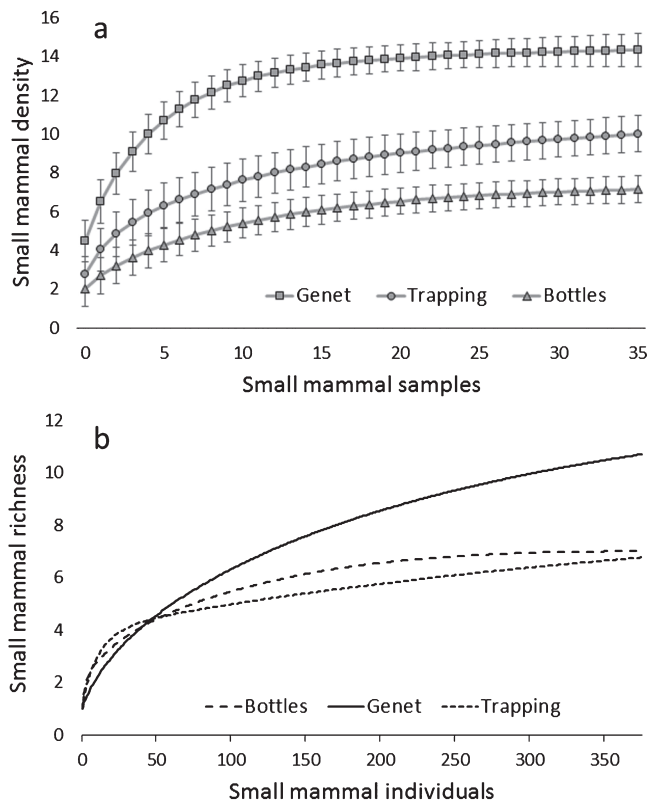 a
16
14
12
10
8
6
4
2
0
Small mammal density
Genet Trapping Bottles
0 5 10 15 20 25 30 35
Small mammal samples
b
12
10
8
6
4
2
0
Small mammal richness
Bottles Genet Trapping
0 50 100 150 200 250 300 350
Small mammal individuals